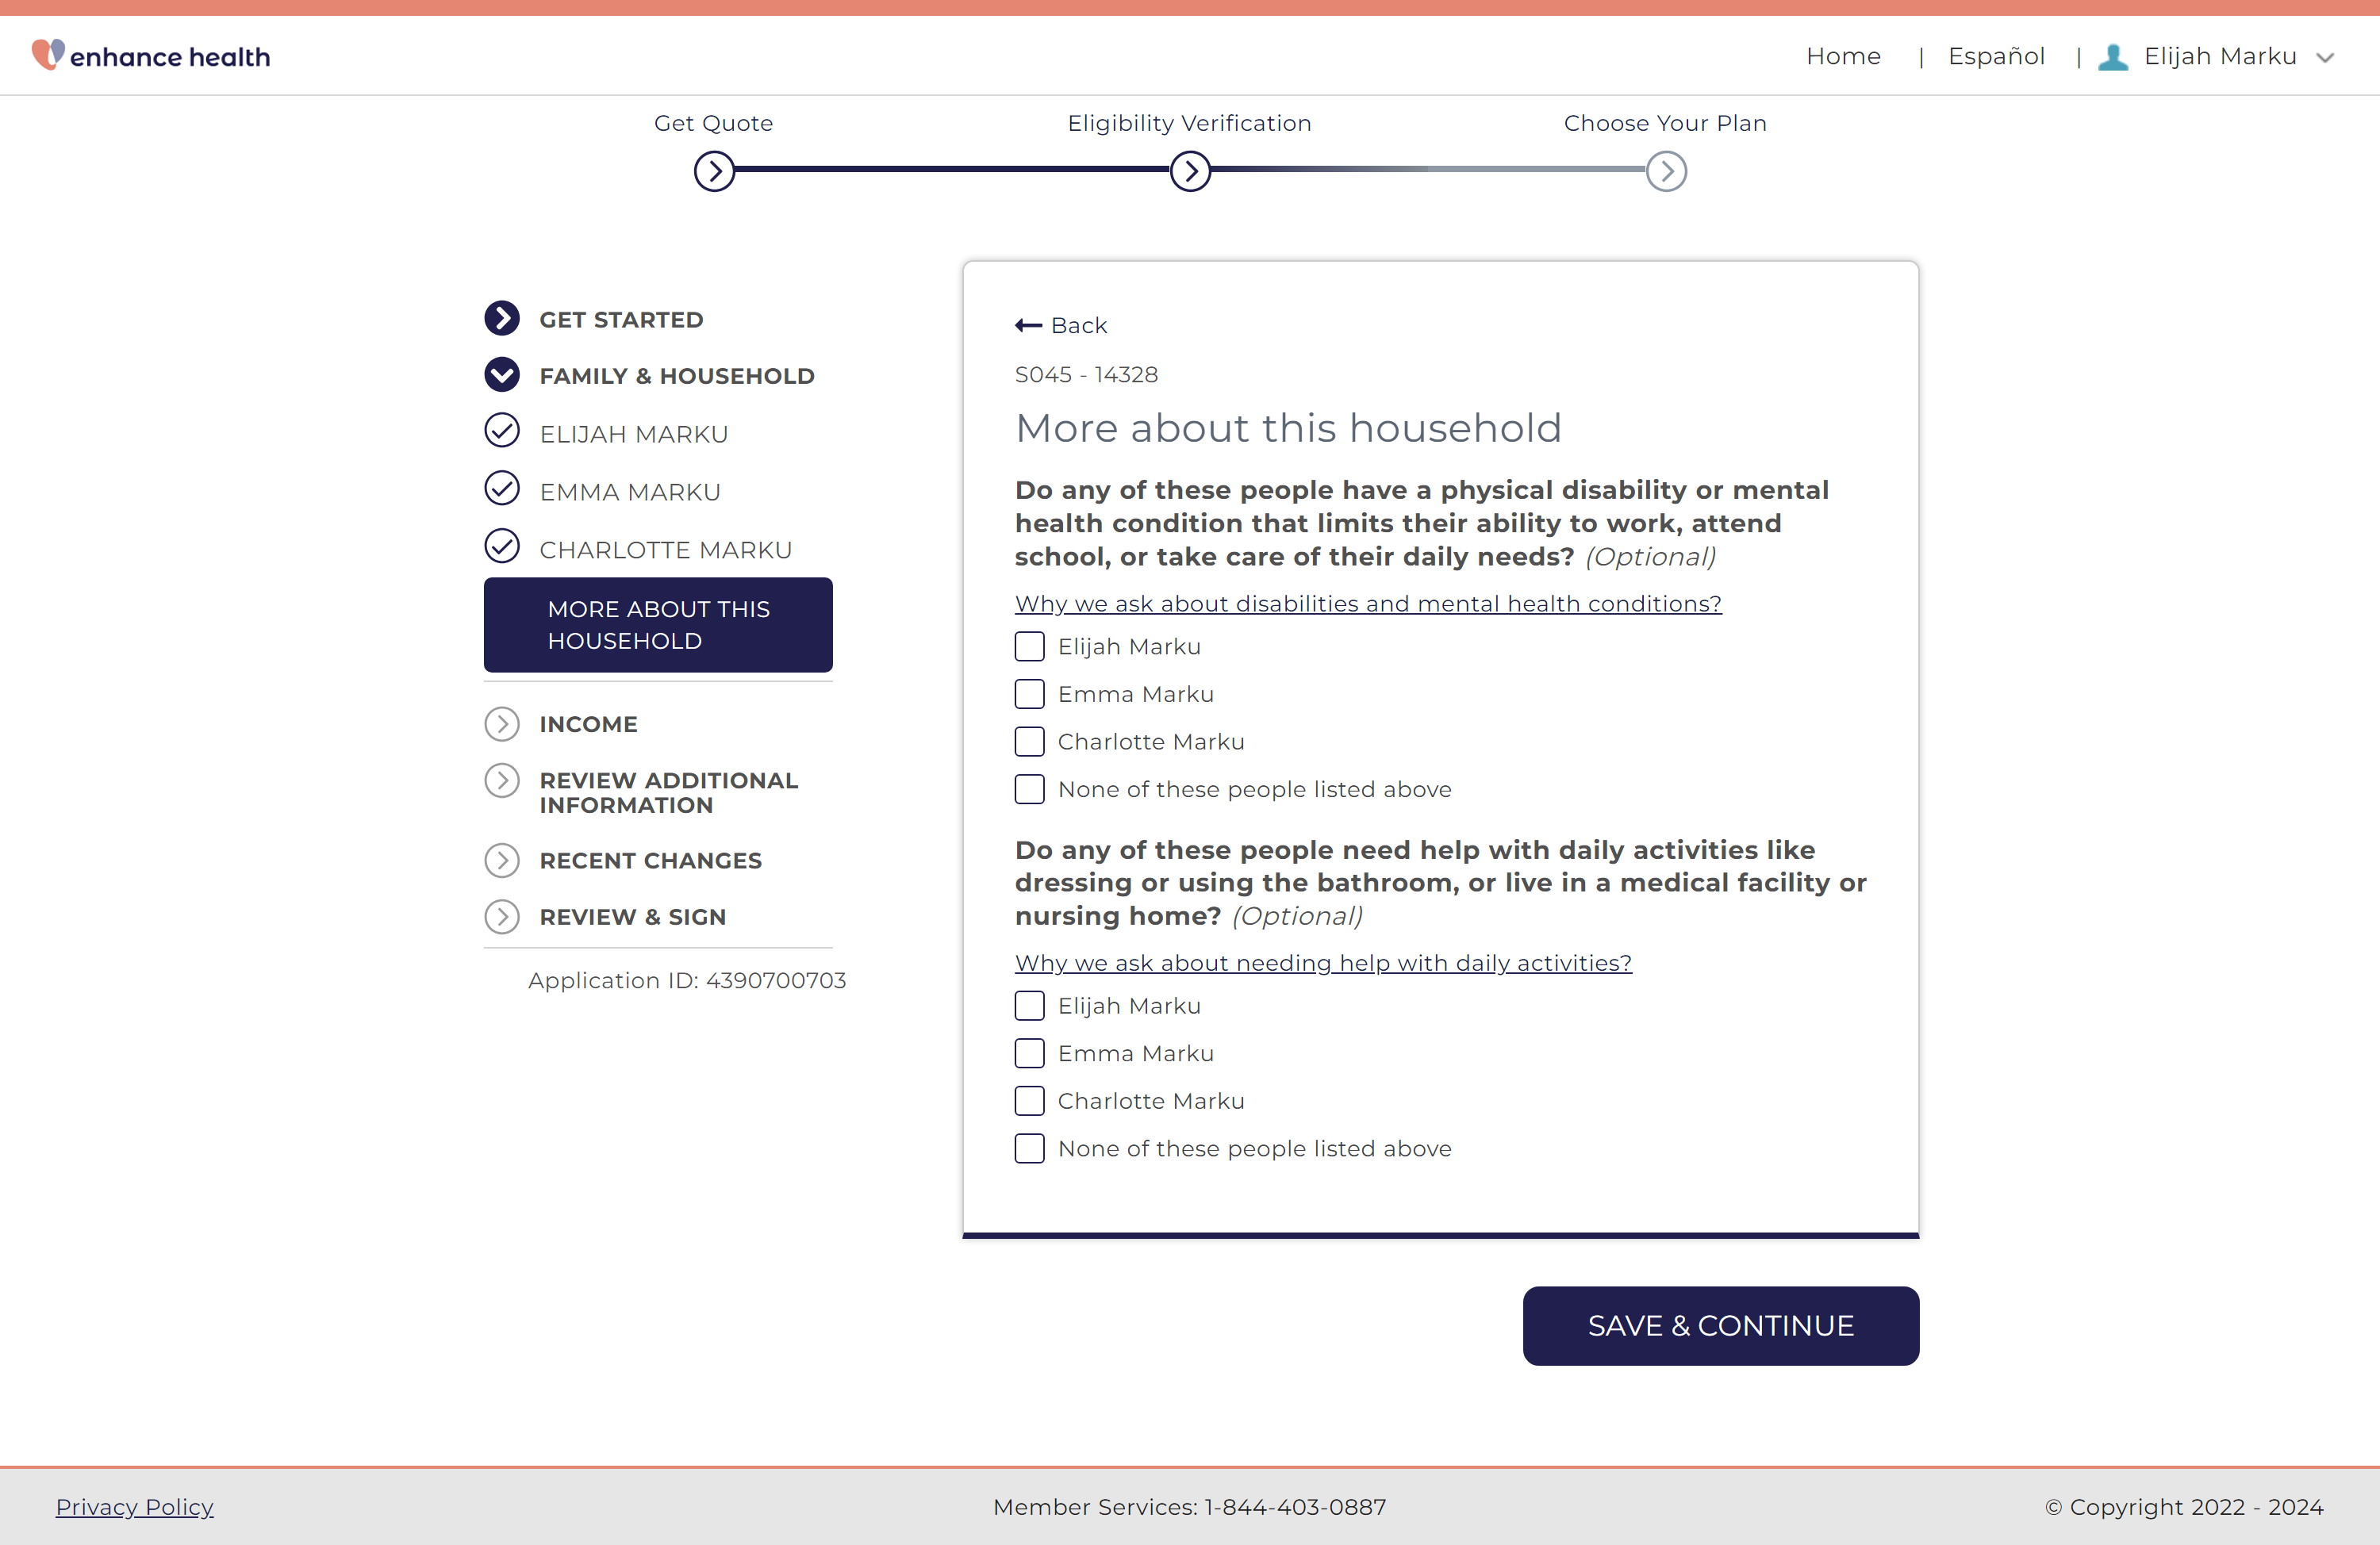 enhance health
Home | Español | Elijah Marku
Get Quote
Eligibility Verification
Choose Your Plan
GET STARTED
FAMILY & HOUSEHOLD
ELIJAH MARKU
EMMA MARKU
CHARLOTTE MARKU
MORE ABOUT THIS
HOUSEHOLD
INCOME
REVIEW ADDITIONAL
INFORMATION
RECENT CHANGES
REVIEW & SIGN
Application ID: 4390700703
Back
S045 - 14328
More about this household
Do any of these people have a physical disability or mental
health condition that limits their ability to work, attend
school, or take care of their daily needs? (Optional)
Why we ask about disabilities and mental health conditions?
Elijah Marku
Emma Marku
Charlotte Marku
None of these people listed above
Do any of these people need help with daily activities like
dressing or using the bathroom, or live in a medical facility or
nursing home? (Optional)
Why we ask about needing help with daily activities?
Elijah Marku
Emma Marku
Charlotte Marku
None of these people listed above
SAVE & CONTINUE
Privacy Policy
Member Services: 1-844-403-0887
© Copyright 2022 - 2024